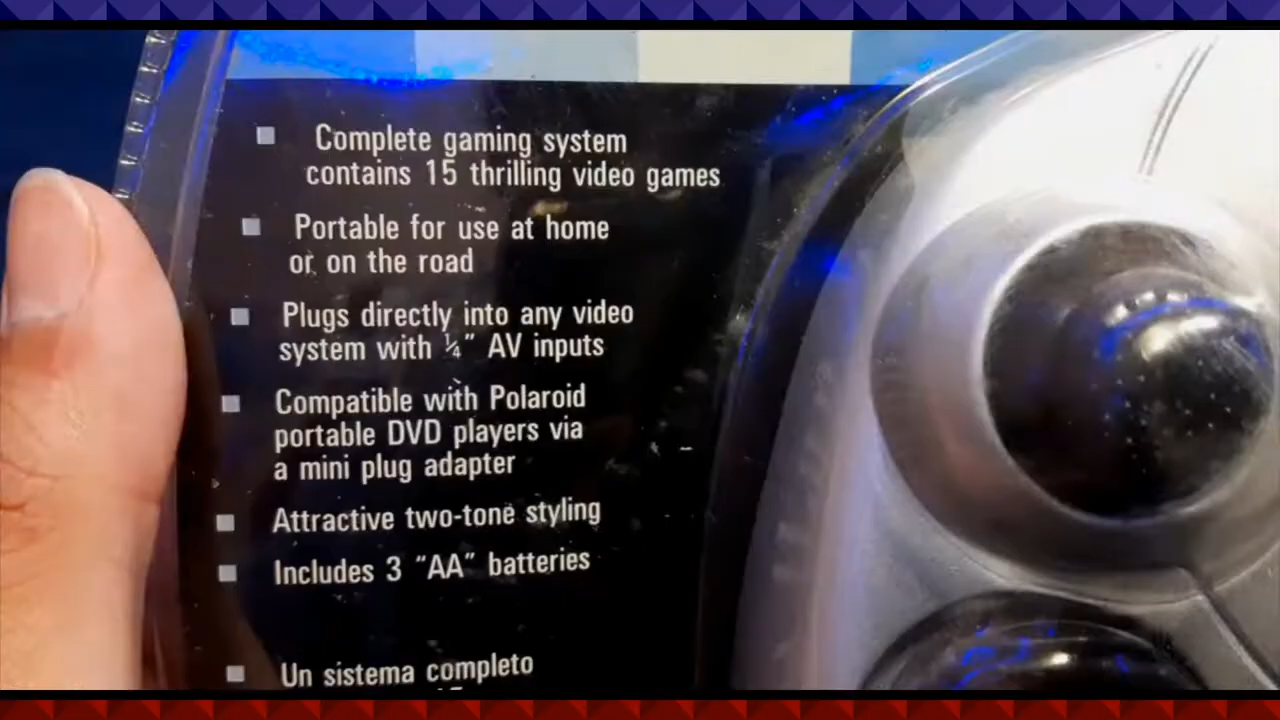 Complete gaming system
contains 15 thrilling video games
Portable for use at home
or on the road
Plugs directly into any video
system with ¼” AV inputs
Compatible with Polaroid
portable DVD players via
a mini plug adapter
Attractive two-tone styling
Includes 3 “AA” batteries
Un sistema completo